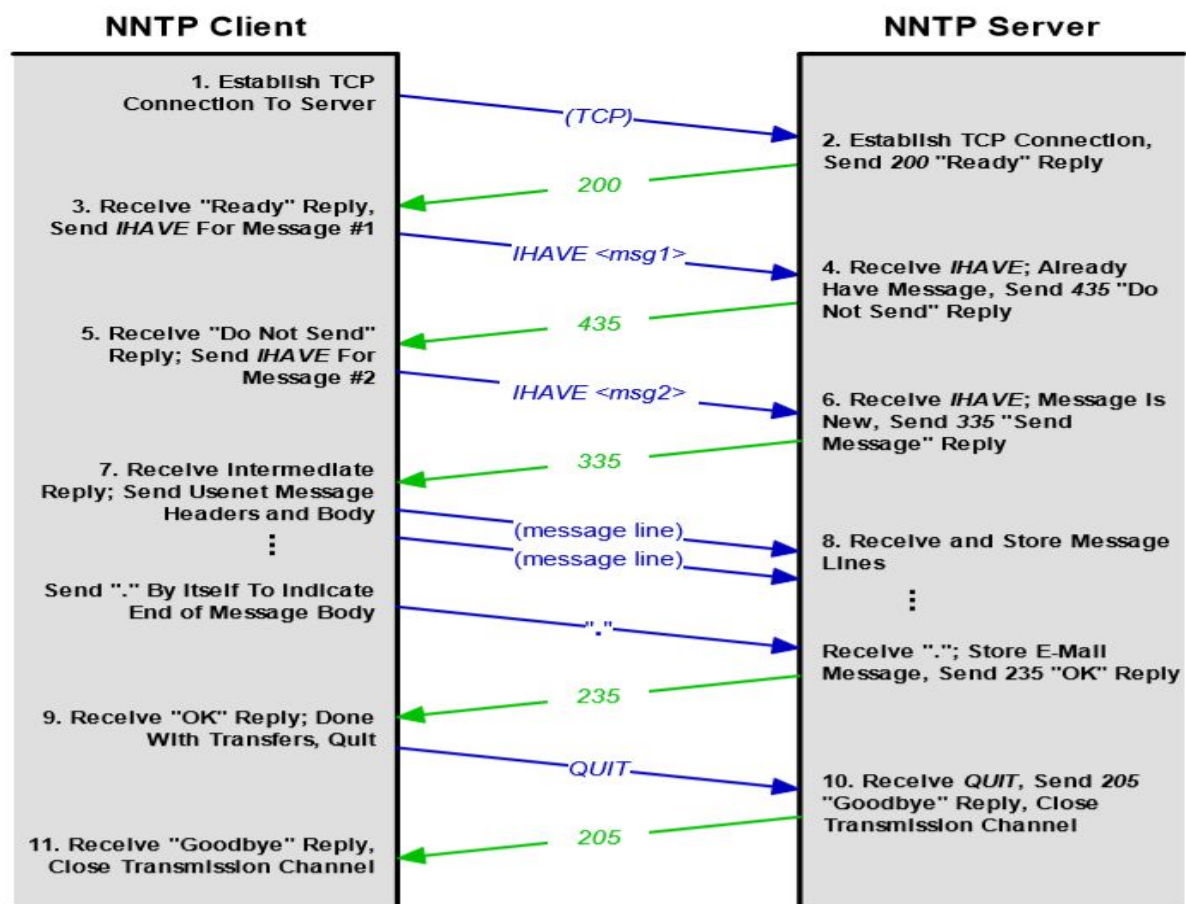 NNTP Client
NNTP Server
1. Establish TCP
Connection To Server
(TCP)
2. Establish TCP Connection,
Send 200 "Ready" Reply
200
3. Receive "Ready" Reply,
Send IHAVE For Message #1
IHAVE <msg1>
4. Receive IHAVE; Already
Have Message, Send 435 "Do
Not Send" Reply
435
5. Receive "Do Not Send"
Reply; Send IHAVE For
Message #2
IHAVE <msg2>
6. Receive IHAVE; Message Is
New, Send 335 "Send
Message" Reply
335
7. Receive Intermediate
Reply; Send Usenet Message
Headers and Body
(message line)
(message line)
8. Receive and Store Message
Lines
Send "." By Itself To Indicate
End of Message Body
"."
Receive "."; Store E-Mail
Message, Send 235 "OK" Reply
235
9. Receive "OK" Reply; Done
With Transfers, Quit
QUIT
10. Receive QUIT, Send 205
"Goodbye" Reply, Close
Transmission Channel
205
11. Receive "Goodbye" Reply,
Close Transmission Channel